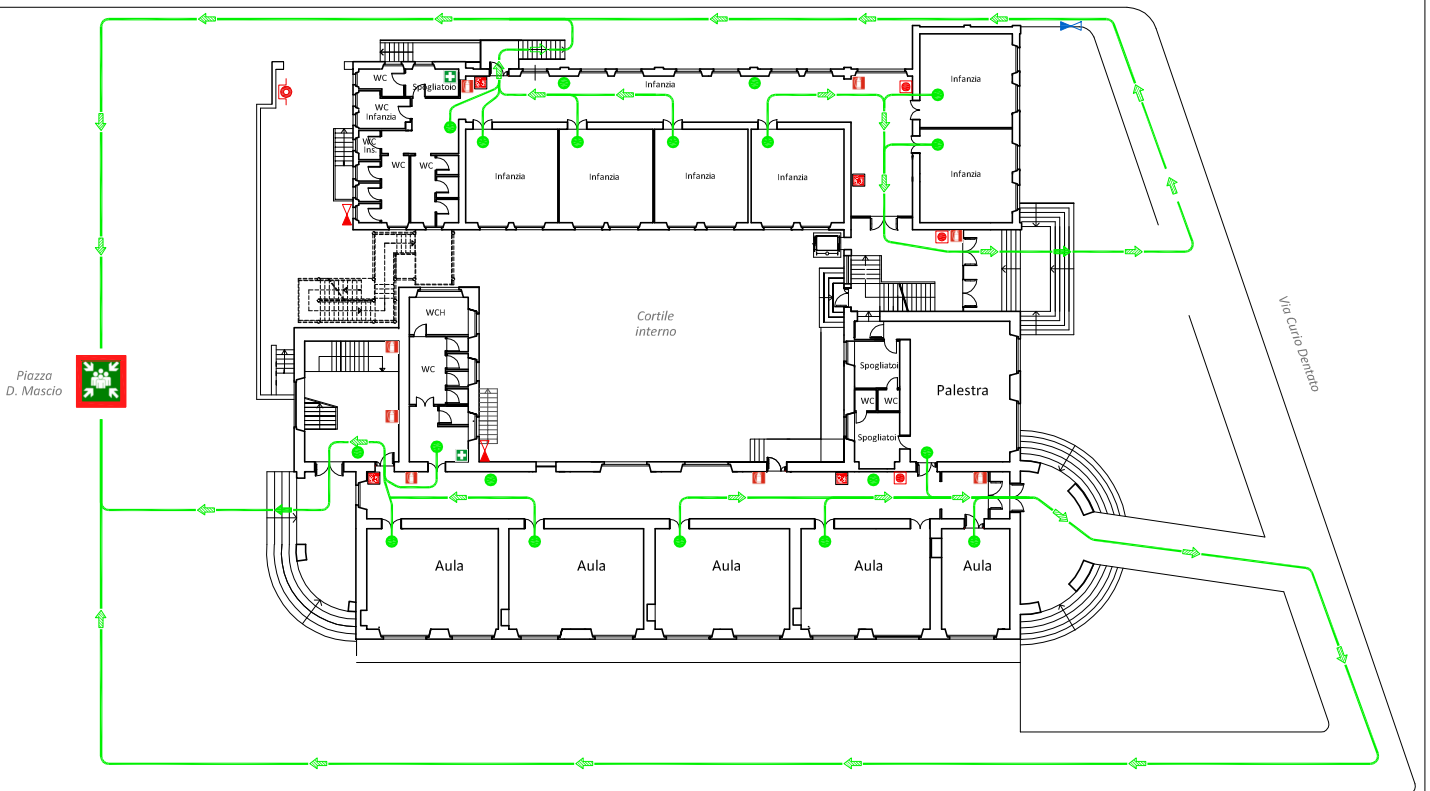 WC
Spogliatoio
Infanzia
Infanzia
WC
Infanzia
WC
Ins.
WC
WC
Infanzia
Infanzia
Infanzia
Infanzia
Infanzia
WCH
Cortile
interno
Via Curio Dentato
Piazza
D. Mascio
WC
Spogliatoi
Palestra
WC
WC
Spogliatoi
Aula
Aula
Aula
Aula
Aula